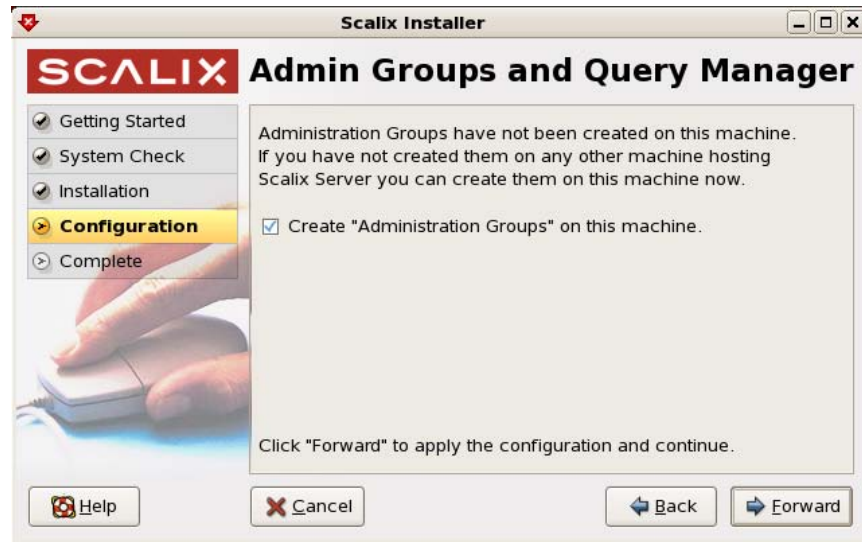 Scalix Installer
SCALIX
Admin Groups and Query Manager
Getting Started
System Check
Installation
Configuration
Complete
Administration Groups have not been created on this machine.
If you have not created them on any other machine hosting
Scalix Server you can create them on this machine now.
Create "Administration Groups" on this machine.
Click "Forward" to apply the configuration and continue.
Help
Cancel
Back
Forward